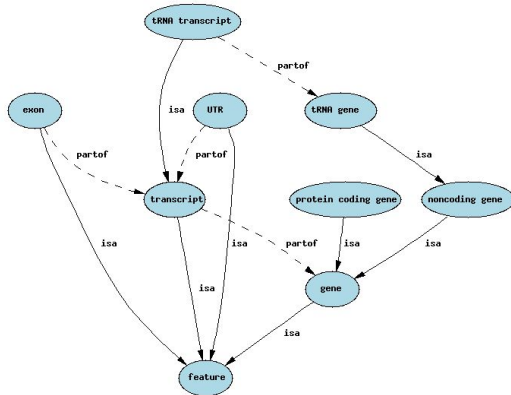 tRNA transcript
partof
exon
UTR
tRNA gene
isa
partof
partof
isa
transcript
protein coding gene
noncoding gene
partof
isa
isa
isa
isa
isa
gene
isa
feature